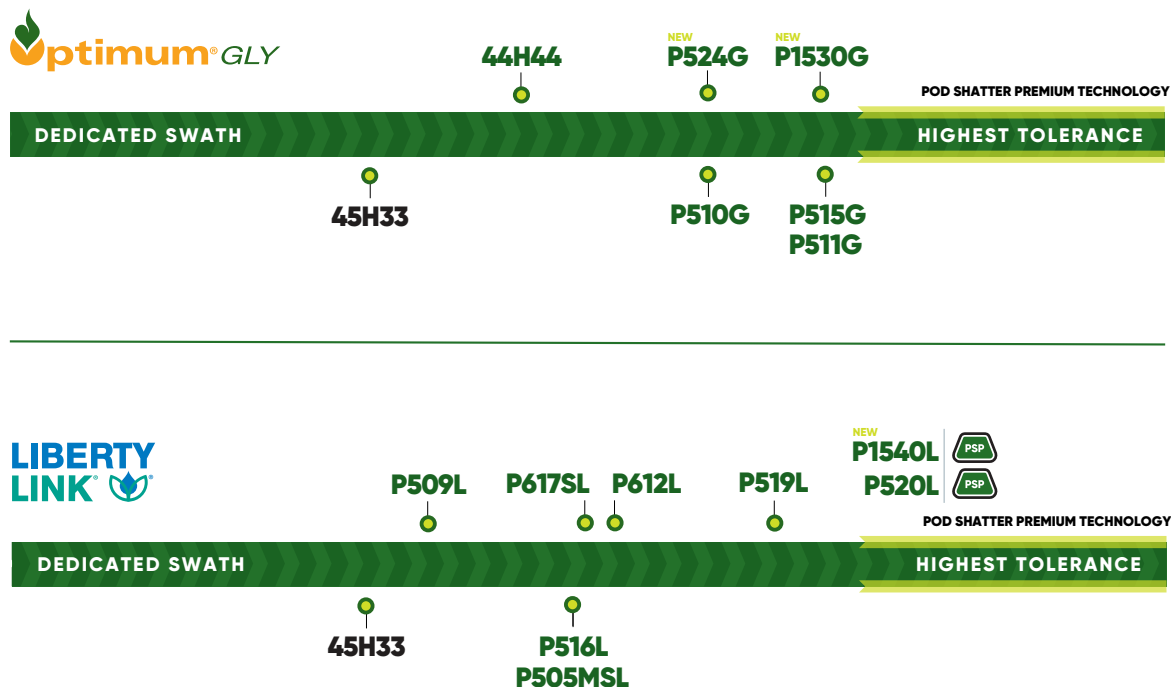 Optimum® GLY
44H44
NEW
P524G
NEW
P1530G
POD SHATTER PREMIUM TECHNOLOGY
DEDICATED SWATH
HIGHEST TOLERANCE
45H33
P510G
P515G
P511G
LIBERTY
LINK®
P509L
P617SL
P612L
P519L
NEW
P1540L
PSP
P520L
PSP
POD SHATTER PREMIUM TECHNOLOGY
DEDICATED SWATH
HIGHEST TOLERANCE
45H33
P516L
P505MSL